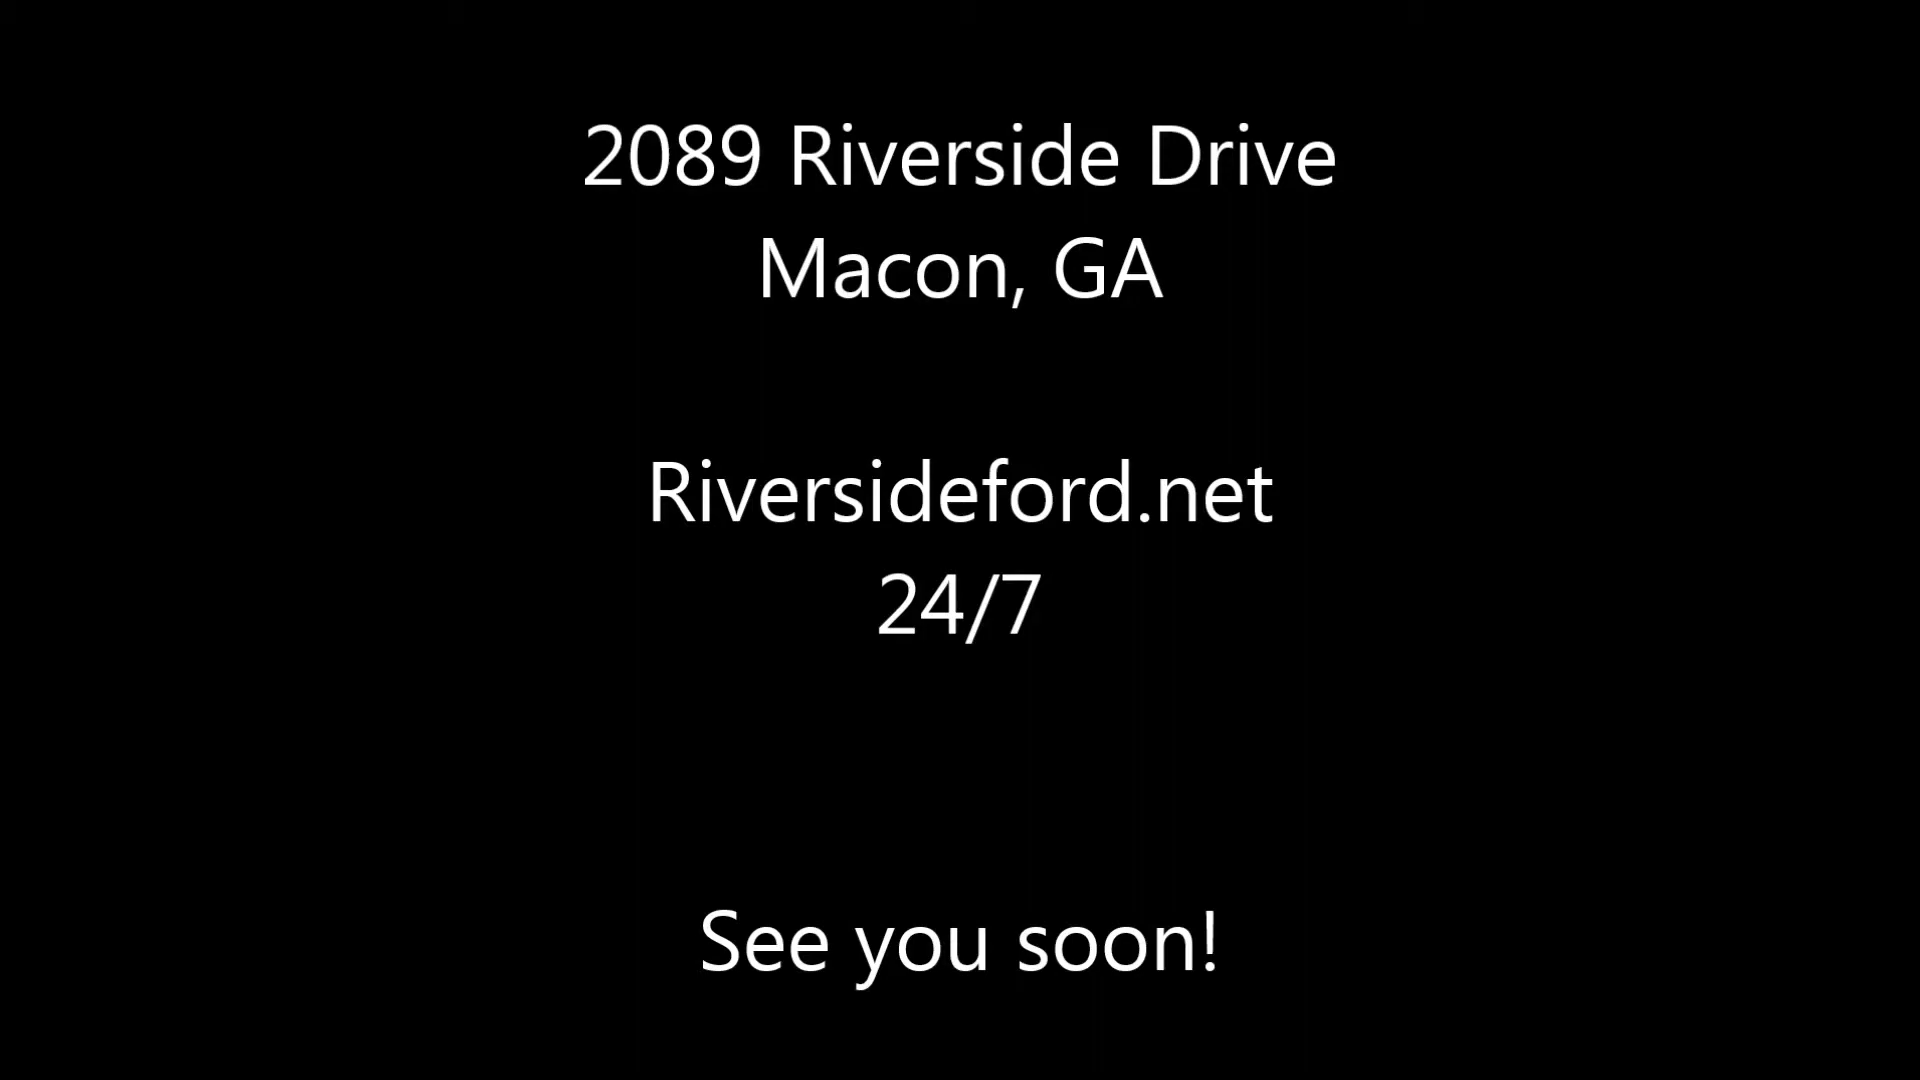 2089 Riverside Drive
Macon, GA
Riversideford.net
24/7
See you soon!